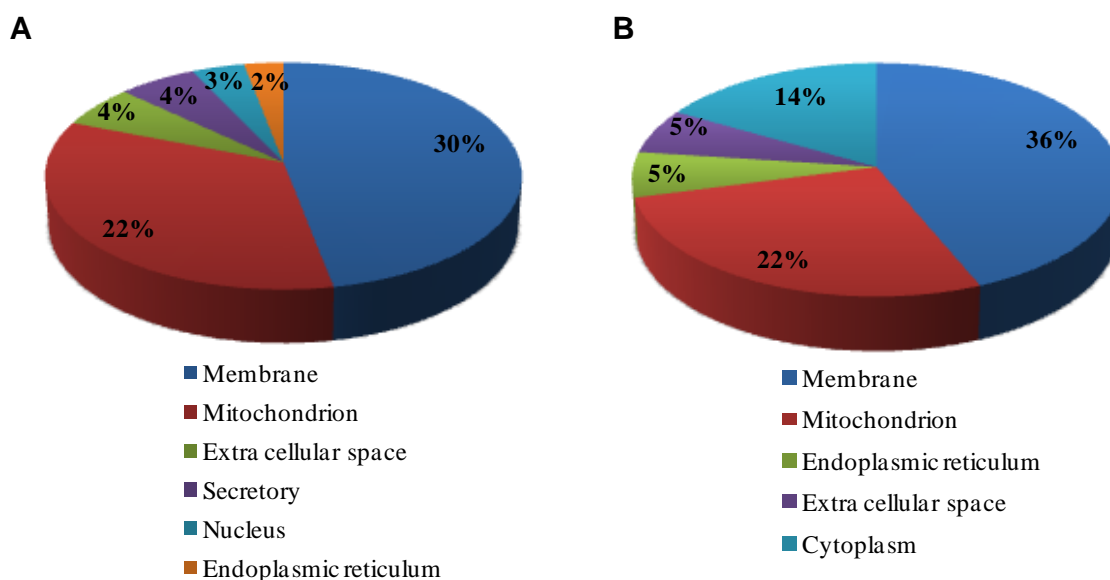 A
30%
22%
4%
4%
3%
2%
Membrane
Mitochondrion
Extra cellular space
Secretory
Nucleus
Endoplasmic reticulum
B
36%
22%
5%
5%
14%
Membrane
Mitochondrion
Endoplasmic reticulum
Extra cellular space
Cytoplasm